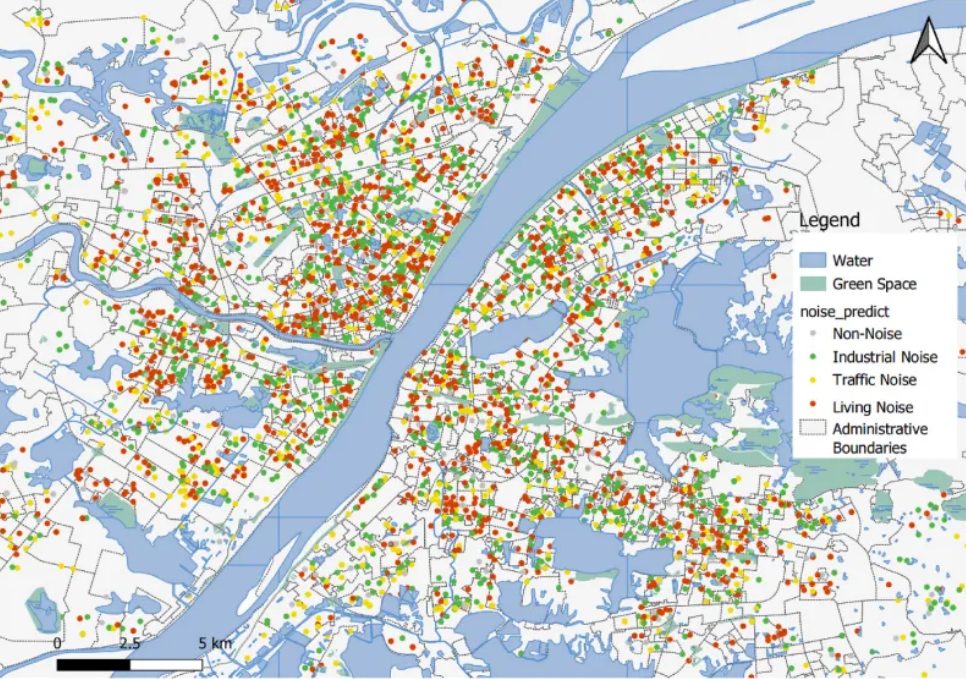 Legend
Water
Green Space
noise_predict
Non-Noise
Industrial Noise
Traffic Noise
Living Noise
Administrative
Boundaries
0 2.5 5 km